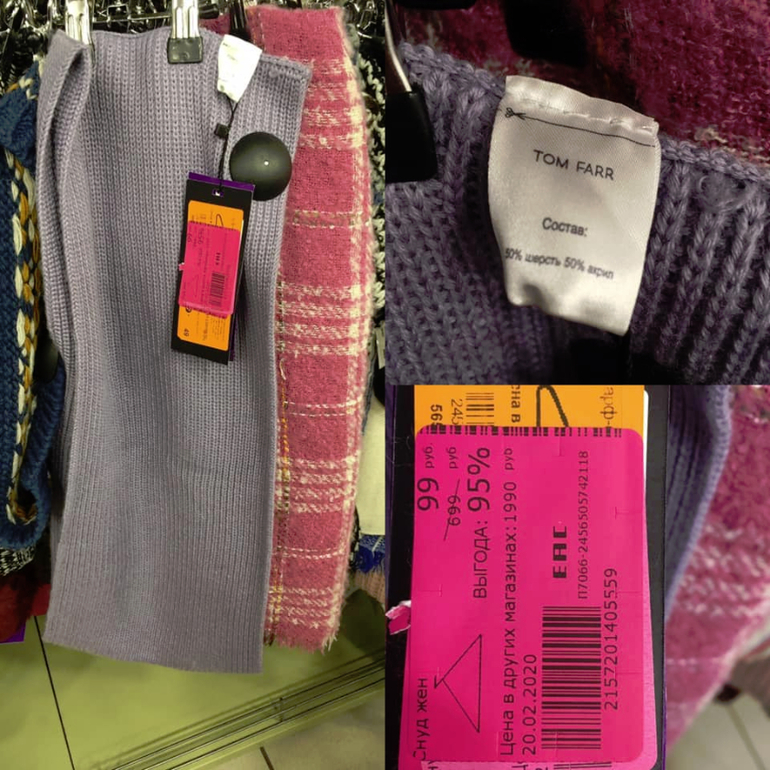 TOM FARR
Состав:
50% шерсть 50% акрил
Снуд жен
99 руб
699 руб
ВЫГОДА: 95%
Цена в других магазинах: 1990 руб
20.02.2020
EAC
П7066-2456505742118
2157201405559